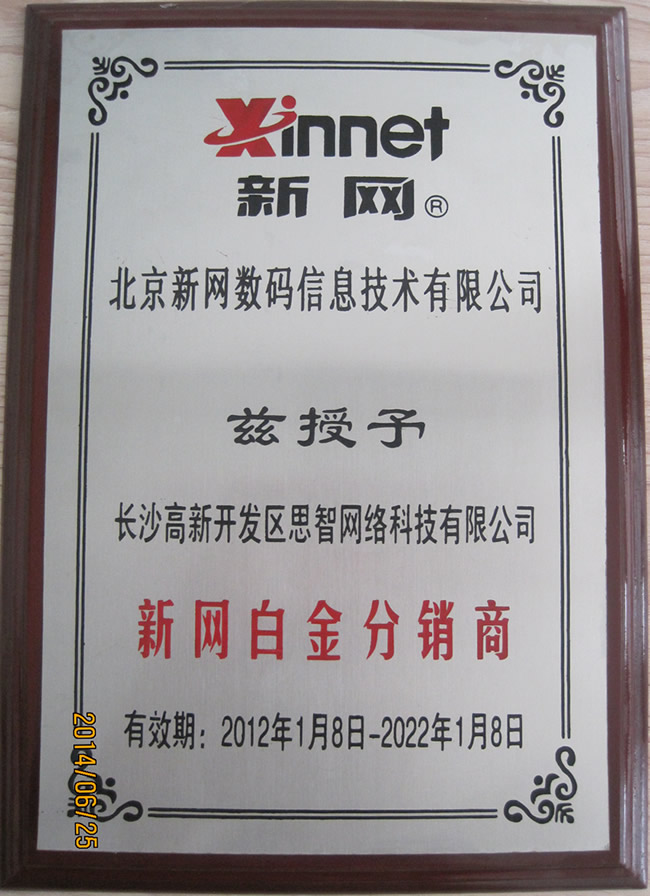 Xinnet
新网®
北京新网数码信息技术有限公司
兹授予
长沙高新开发区思智网络科技有限公司
新网白金分销商
有效期：2012年1月8日-2022年1月8日
2014/06/25